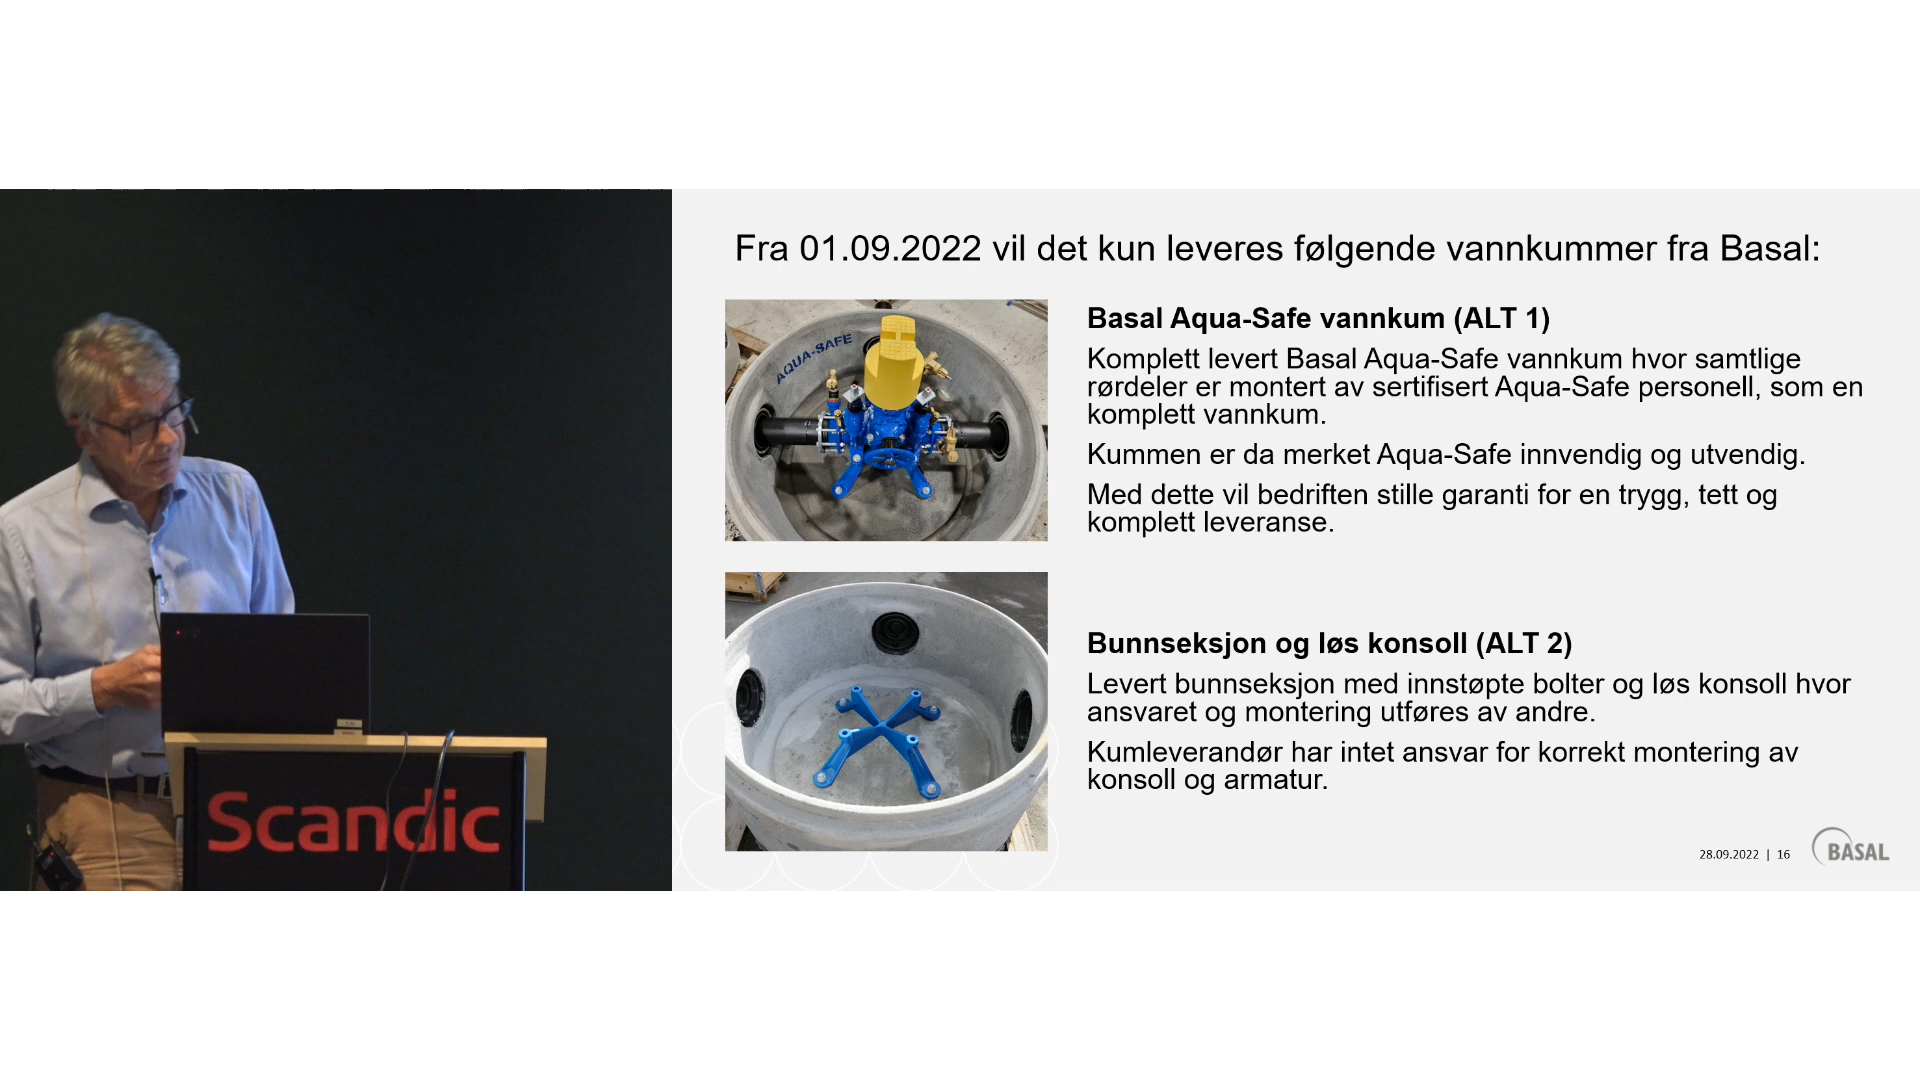 Fra 01.09.2022 vil det kun leveres følgende vannkummer fra Basal:
AQUA-SAFE
Basal Aqua-Safe vannkum (ALT 1)
Komplett levert Basal Aqua-Safe vannkum hvor samtlige
rørdeler er montert av sertifisert Aqua-Safe personell, som en
komplett vannkum.
Kummen er da merket Aqua-Safe innvendig og utvendig.
Med dette vil bedriften stille garanti for en trygg, tett og
komplett leveranse.
Bunnseksjon og løs konsoll (ALT 2)
Levert bunnseksjon med innstøpte bolter og løs konsoll hvor
ansvaret og montering utføres av andre.
Kumleverandør har intet ansvar for korrekt montering av
konsoll og armatur.
28.09.2022 | 16
BASAL
Scandic